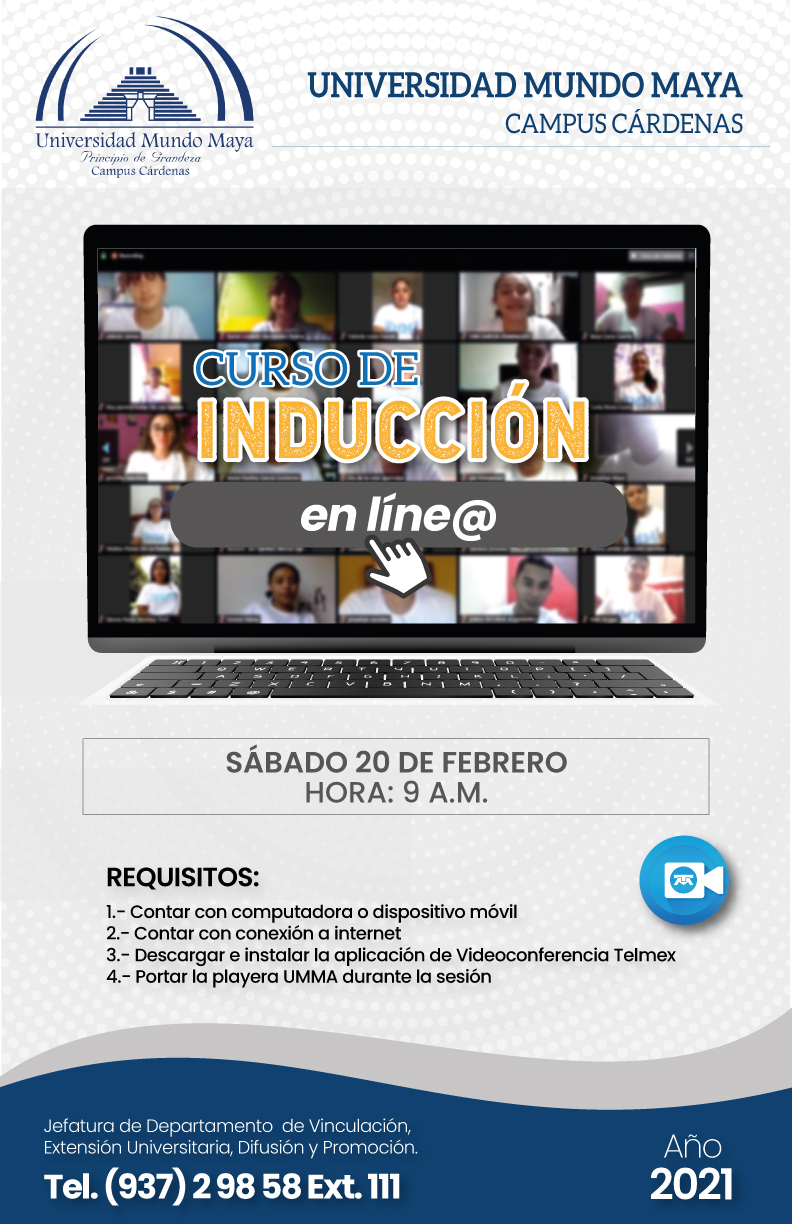 Universidad Mundo Maya
Principio de Grandeza
Campus Cárdenas
UNIVERSIDAD MUNDO MAYA
CAMPUS CÁRDENAS
Recording
CURSO DE
INDUCCIÓN
en líne@
SÁBADO 20 DE FEBRERO
HORA: 9 A.M.
REQUISITOS:
1.- Contar con computadora o dispositivo móvil
2.- Contar con conexión a internet
3.- Descargar e instalar la aplicación de Videoconferencia Telmex
4.- Portar la playera UMMA durante la sesión
Jefatura de Departamento de Vinculación,
Extensión Universitaria, Difusión y Promoción.
Tel. (937) 2 98 58 Ext. 111
Año
2021